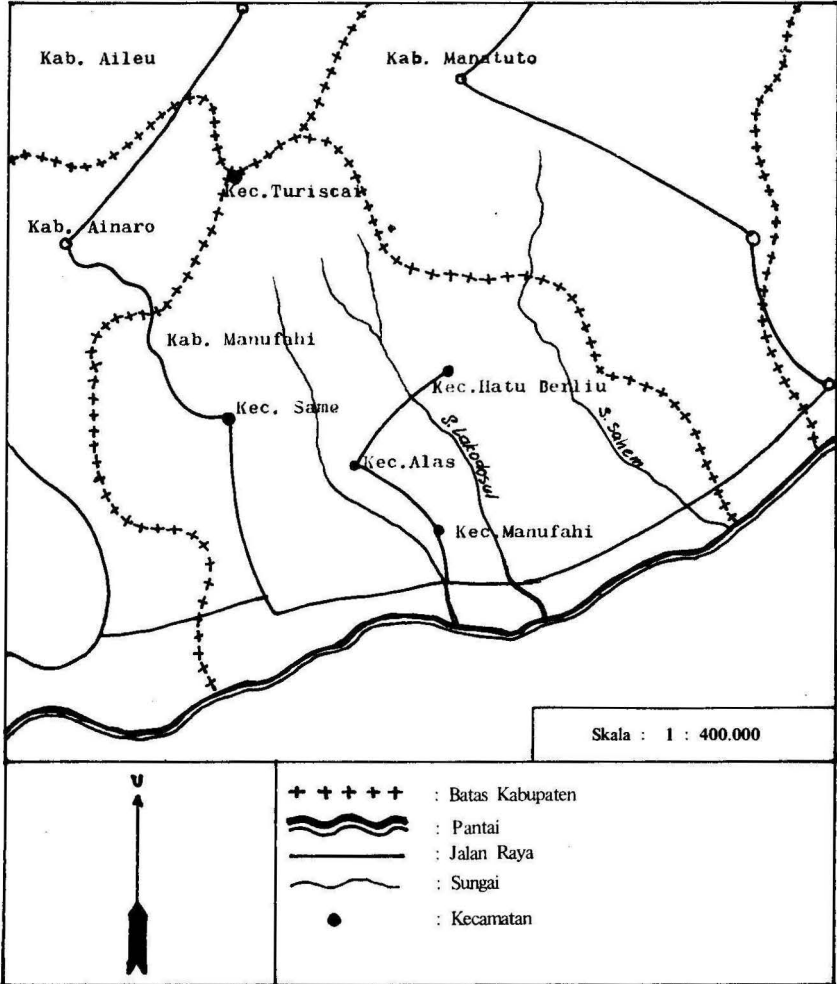 Kab. Aileu
Kab. Manatuto
Kec.Turiscai
Kab. Ainaro
Kab. Manufahi
Kec.Hatu Berliu
Kec. Same
S. Lakodosul
S. Sahem
Kec.Alas
Kec.Manufahi
Skala : 1 : 400.000
U
: Batas Kabupaten
: Pantai
: Jalan Raya
: Sungai
: Kecamatan